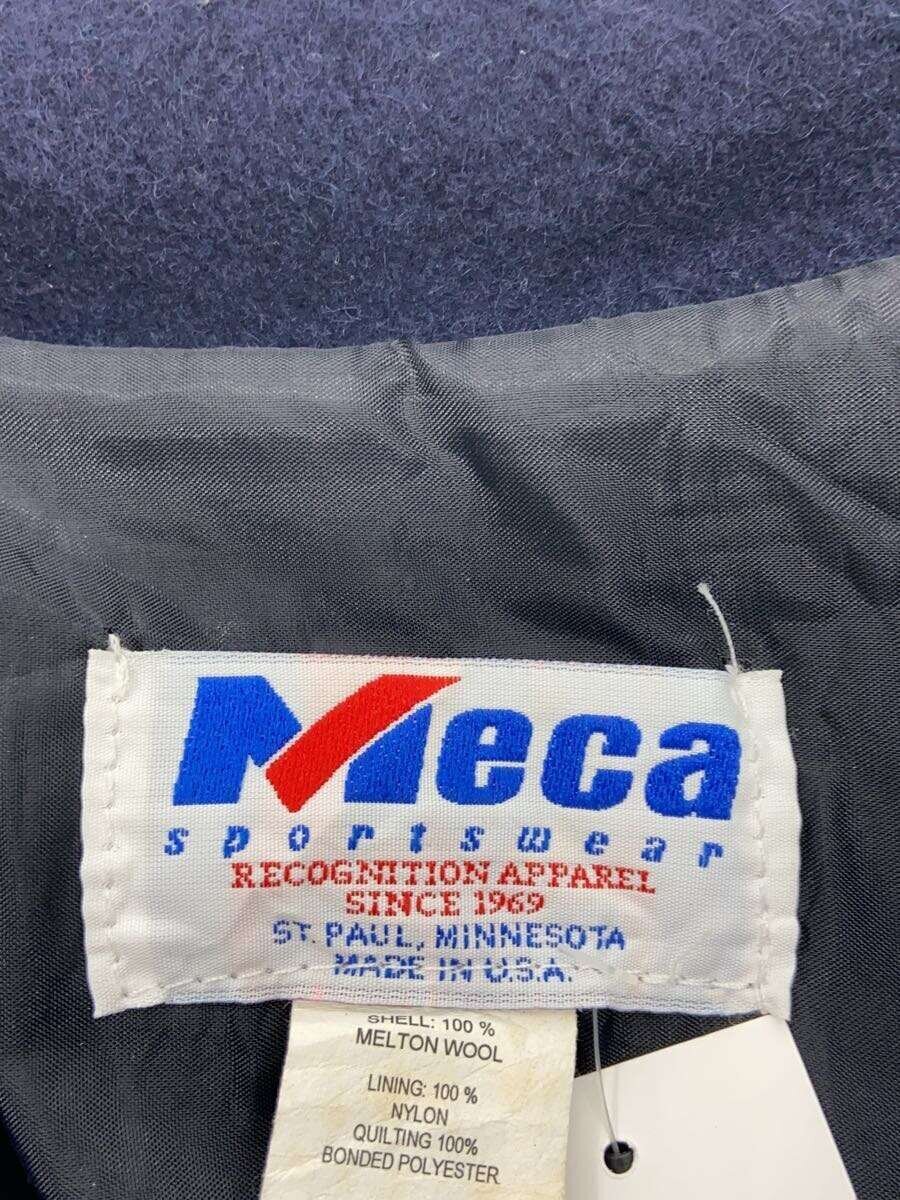 Meca
sportswear
RECOGNITION APPAREL
SINCE 1969
ST. PAUL, MINNESOTA
MADE IN U.S.A.
SHELL: 100 %
MELTON WOOL
LINING: 100 %
NYLON
QUILTING 100%
BONDED POLYESTER